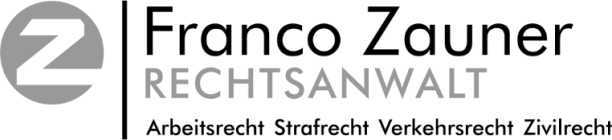 Z
Franco Zauner
RECHTSANWALT
Arbeitsrecht Strafrecht Verkehrsrecht Zivilrecht